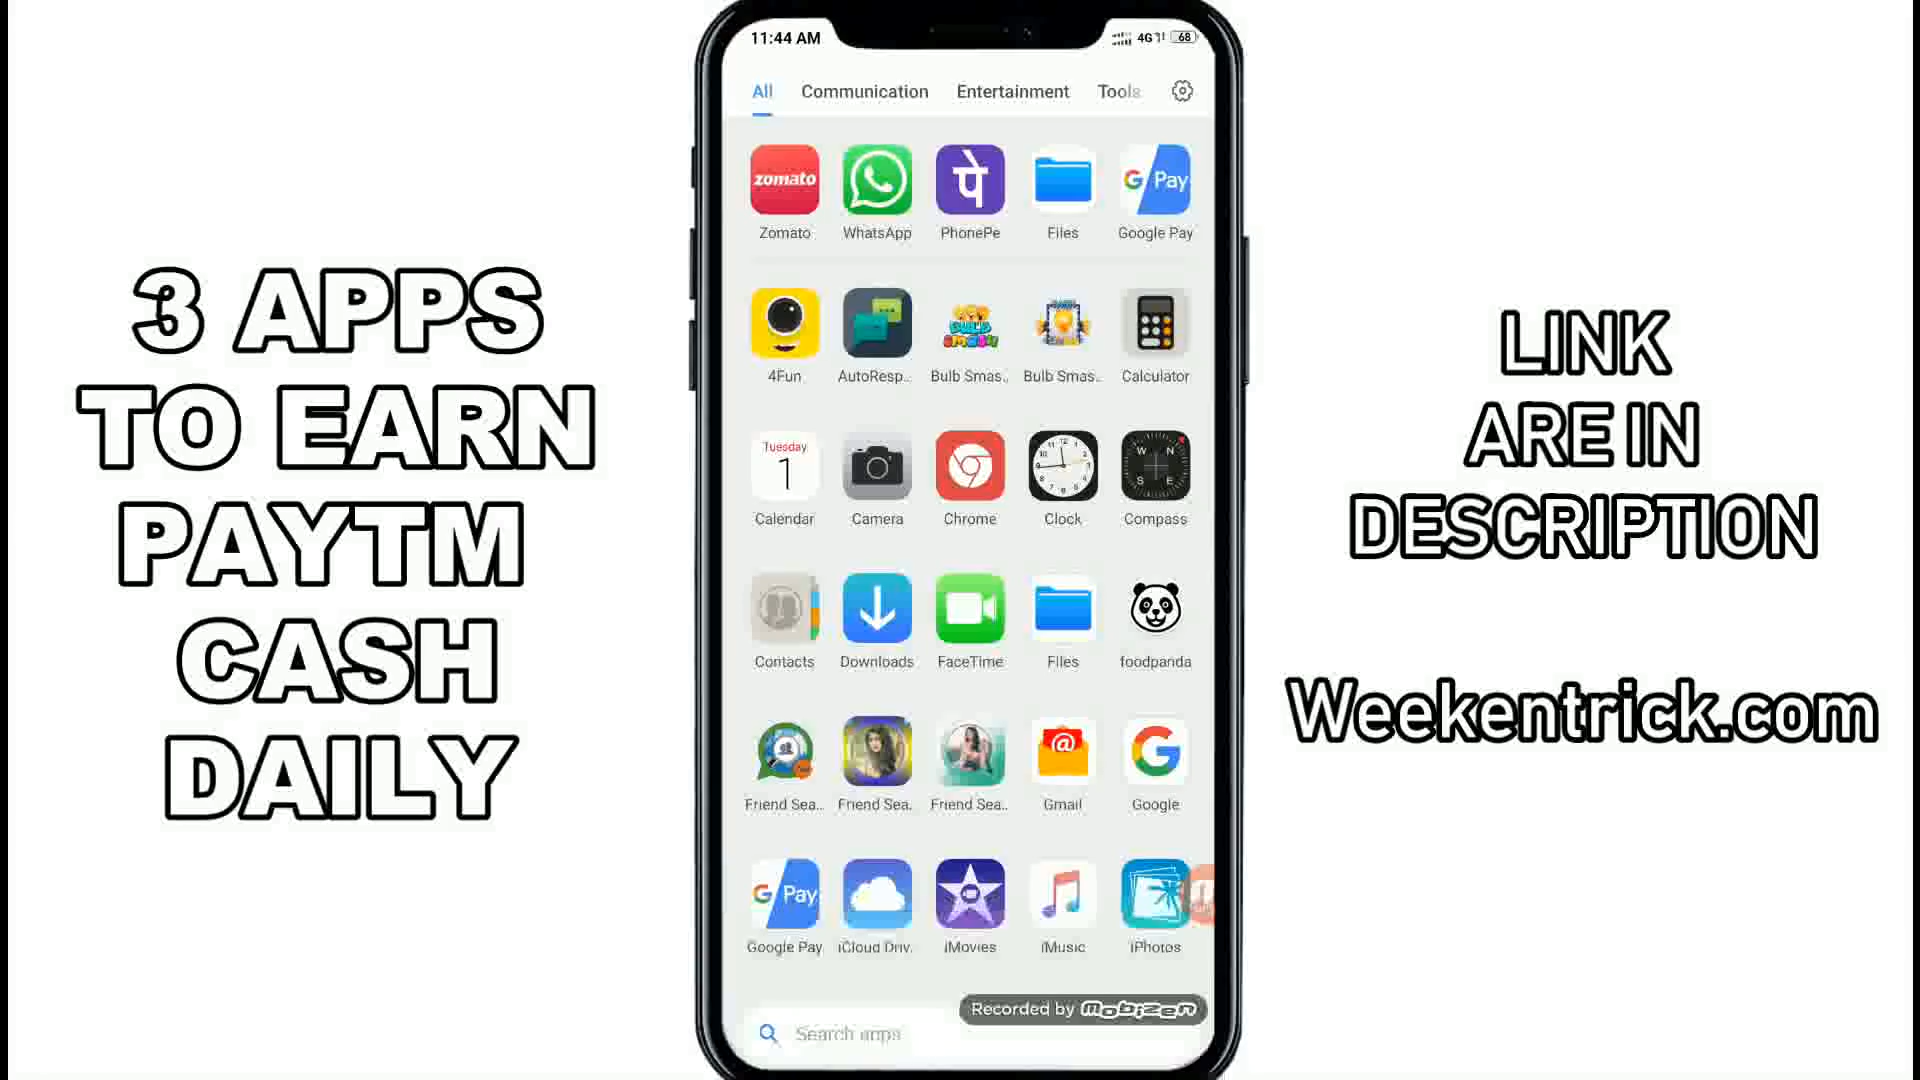 3 APPS
TO EARN
PAYTM
CASH
DAILY
11:44 AM
4G
68
All
Communication
Entertainment
Tools
zomato
पे
G Pay
Zomato
WhatsApp
PhonePe
Files
Google Pay
BULB
SMASH
4Fun
AutoResp..
Bulb Smas..
Bulb Smas..
Calculator
Tuesday
1
W N
S E
Calendar
Camera
Chrome
Clock
Compass
Contacts
Downloads
FaceTime
Files
foodpanda
Friend Sea..
Friend Sea..
Friend Sea..
Gmail
Google
G Pay
Google Pay
iCloud Driv..
iMovies
iMusic
iPhotos
Recorded by mobizen
Search apps
LINK
ARE IN
DESCRIPTION
Weekentrick.com